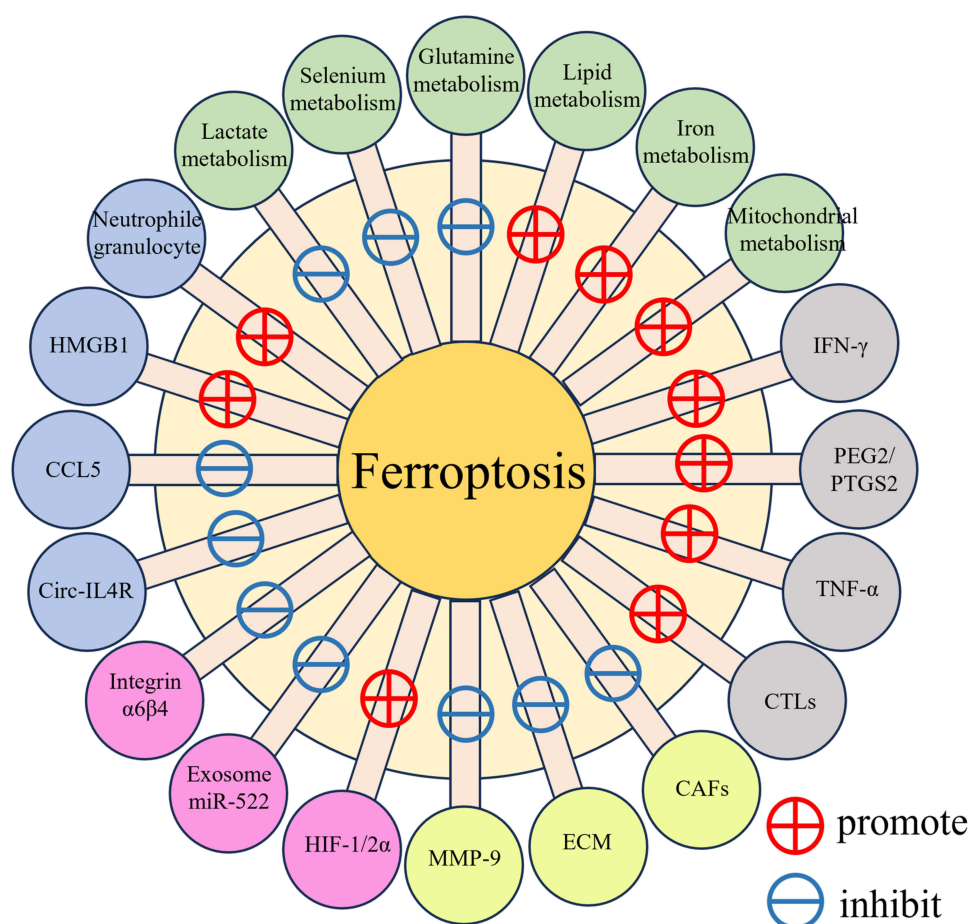 Glutamine
metabolism
Lipid
metabolism
Iron
metabolism
Mitochondrial
metabolism
IFN-γ
PEG2/
PTGS2
TNF-α
CTLs
CAFs
ECM
MMP-9
HIF-1/2α
Exosome
miR-522
Integrin
α6β4
Circ-IL4R
CCL5
HMGB1
Neutrophile
granulocyte
Lactate
metabolism
Selenium
metabolism
Ferroptosis
promote
inhibit